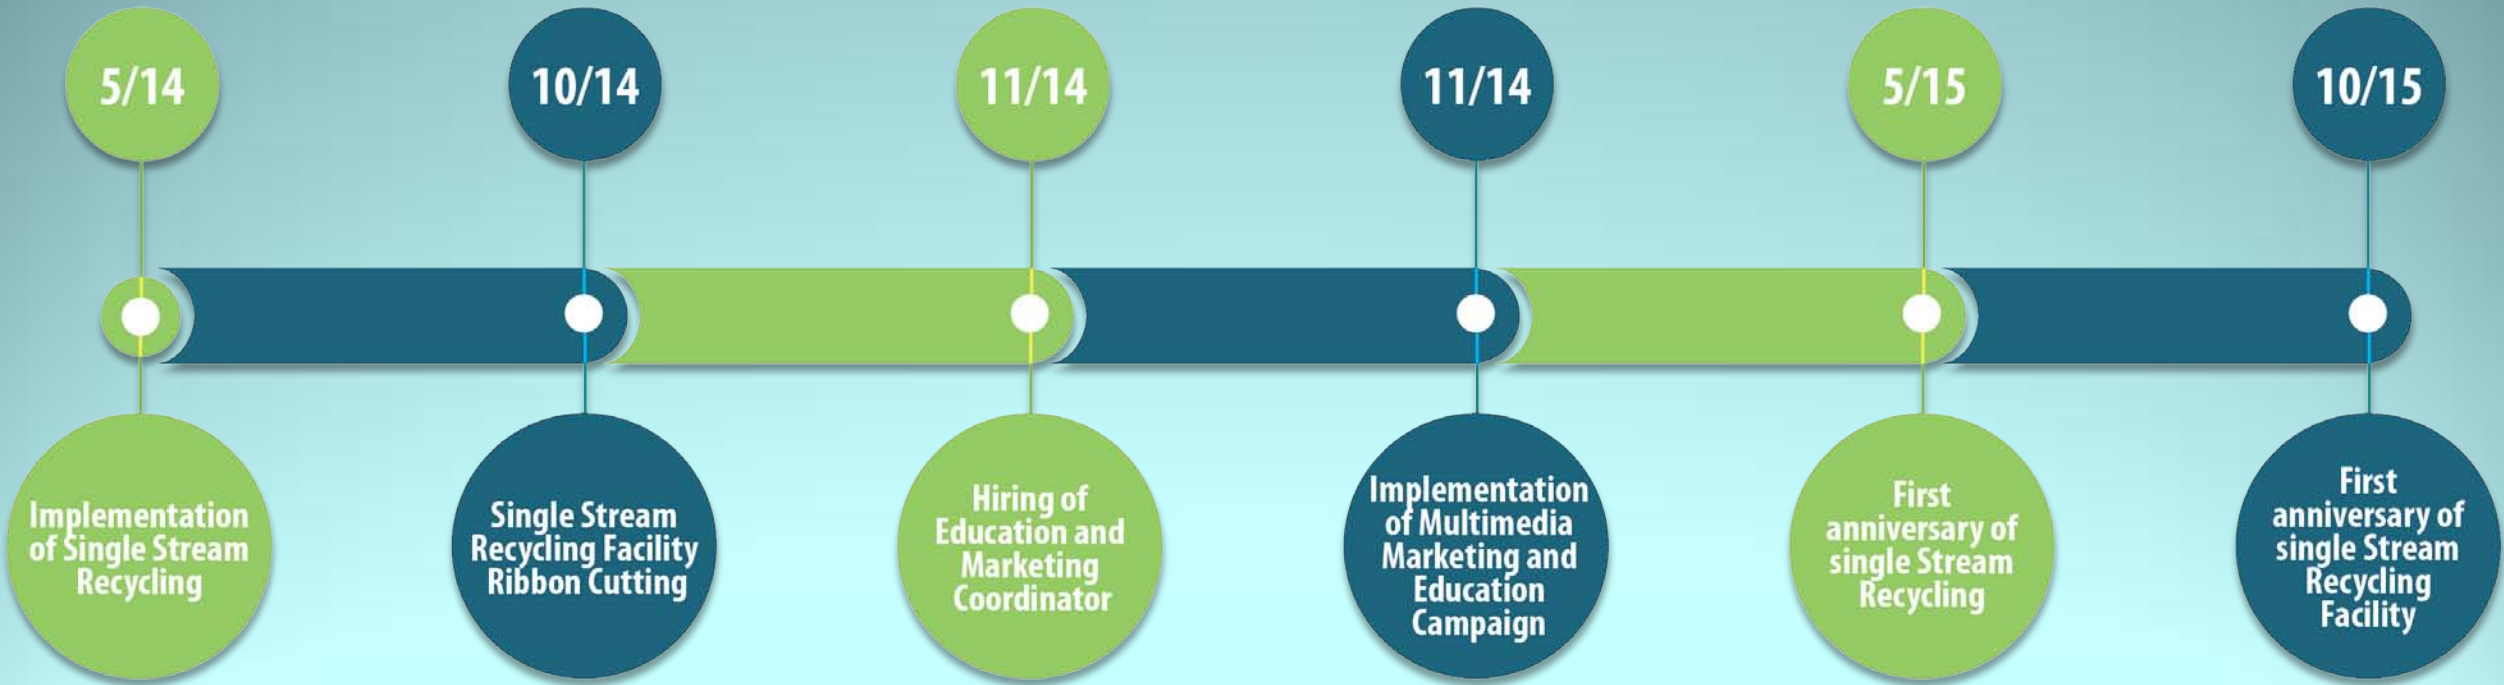 5/14
10/14
11/14
11/14
5/15
10/15
Implementation
of Single Stream
Recycling
Single Stream
Recycling Facility
Ribbon Cutting
Hiring of
Education and
Marketing
Coordinator
Implementation
of Multimedia
Marketing and
Education
Campaign
First
anniversary of
single Stream
Recycling
First
anniversary of
single Stream
Recycling
Facility